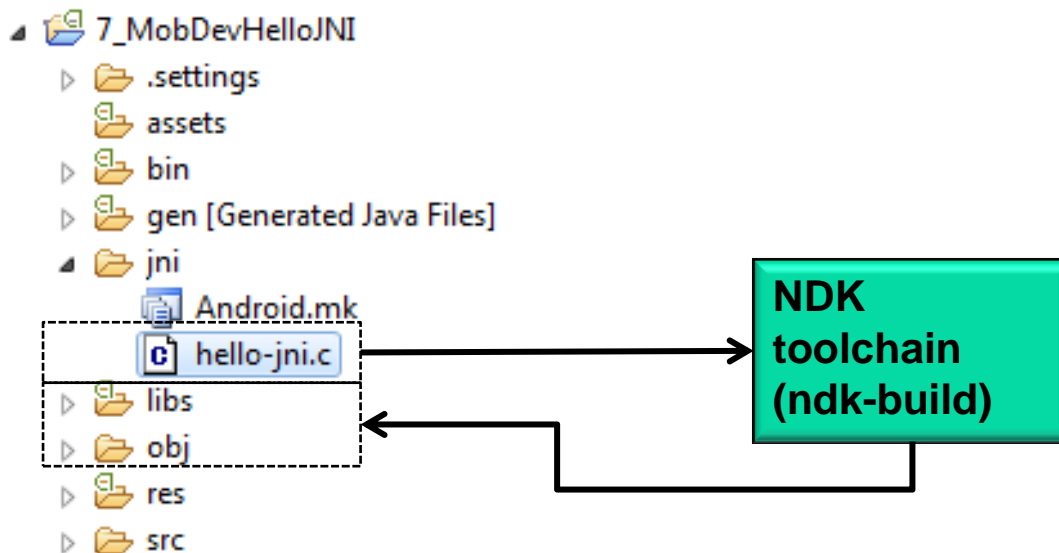 7_MobDevHelloJNI
.settings
assets
bin
gen [Generated Java Files]
jni
Android.mk
hello-jni.c
libs
obj
res
src
NDK
toolchain
(ndk-build)